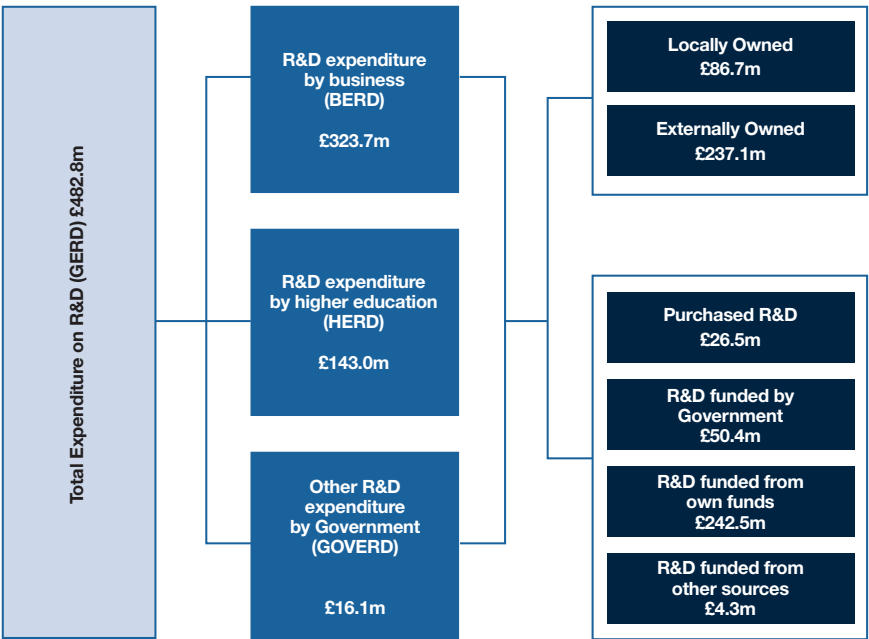 Total Expenditure on R&D (GERD) £482.8m
R&D expenditure
by business
(BERD)
£323.7m
R&D expenditure
by higher education
(HERD)
£143.0m
Other R&D
expenditure
by Government
(GOVERD)
£16.1m
Locally Owned
£86.7m
Externally Owned
£237.1m
Purchased R&D
£26.5m
R&D funded by
Government
£50.4m
R&D funded from
own funds
£242.5m
R&D funded from
other sources
£4.3m